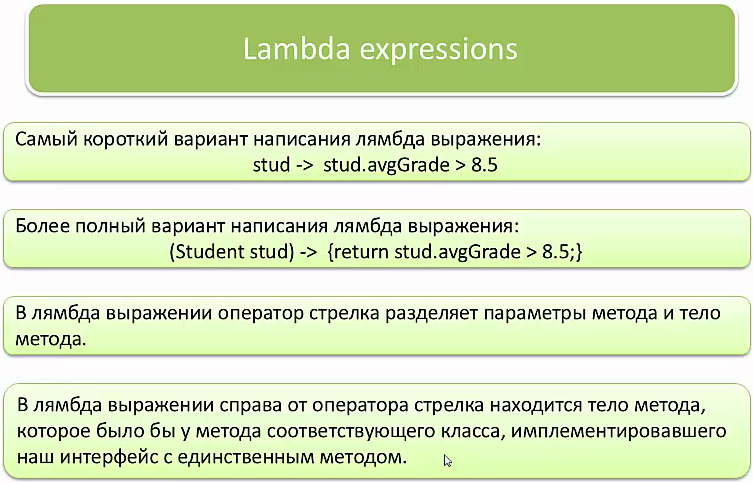 Lambda expressions
Самый короткий вариант написания лямбда выражения:
stud -> stud.avgGrade > 8.5
Более полный вариант написания лямбда выражения:
(Student stud) -> {return stud.avgGrade > 8.5;}
В лямбда выражении оператор стрелка разделяет параметры метода и тело
метода.
В лямбда выражении справа от оператора стрелка находится тело метода,
которое было бы у метода соответствующего класса, имплементировавшего
наш интерфейс с единственным методом.